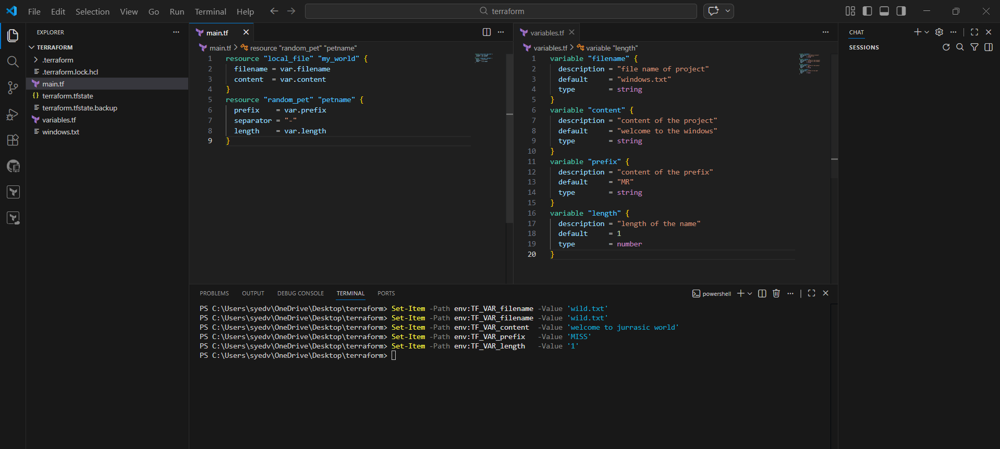 File Edit Selection View Go Run Terminal Help
terraform
EXPLORER
TERRAFORM
.terraform
.terraform.lock.hcl
main.tf
terraform.tfstate
terraform.tfstate.backup
variables.tf
windows.txt
main.tf
main.tf > resource "random_pet" "petname"
1 resource "local_file" "my_world" {
2 filename = var.filename
3 content  = var.content
4 }
5 resource "random_pet" "petname" {
6 prefix    = var.prefix
7 separator = "-"
8 length    = var.length
9 }
variables.tf
variables.tf > variable "length"
1 variable "filename" {
2 description = "file name of project"
3 default     = "windows.txt"
4 type        = string
5 }
6 variable "content" {
7 description = "content of the project"
8 default     = "welcome to the windows"
9 type        = string
10 }
11 variable "prefix" {
12 description = "content of the prefix"
13 default     = "MR"
14 type        = string
15 }
16 variable "length" {
17 description = "length of the name"
18 default     = 1
19 type        = number
20 }
CHAT
SESSIONS
PROBLEMS OUTPUT DEBUG CONSOLE TERMINAL PORTS
powershell
PS C:\Users\syedv\OneDrive\Desktop\terraform> Set-Item -Path env:TF_VAR_filename -Value 'wild.txt'
PS C:\Users\syedv\OneDrive\Desktop\terraform> Set-Item -Path env:TF_VAR_filename -Value 'wild.txt'
PS C:\Users\syedv\OneDrive\Desktop\terraform> Set-Item -Path env:TF_VAR_content  -Value 'welcome to jurrasic world'
PS C:\Users\syedv\OneDrive\Desktop\terraform> Set-Item -Path env:TF_VAR_prefix   -Value 'MISS'
PS C:\Users\syedv\OneDrive\Desktop\terraform> Set-Item -Path env:TF_VAR_length   -Value '1'
PS C:\Users\syedv\OneDrive\Desktop\terraform>